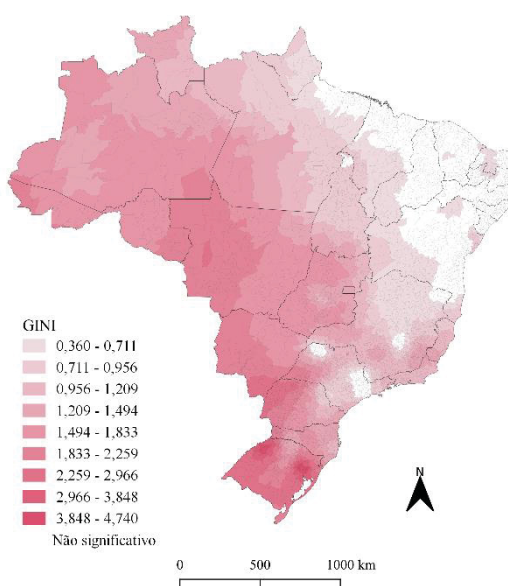 GINI
0,360 - 0,711
0,711 - 0,956
0,956 - 1,209
1,209 - 1,494
1,494 - 1,833
1,833 - 2,259
2,259 - 2,966
2,966 - 3,848
3,848 - 4,740
Não significativo
N
0 500 1000 km